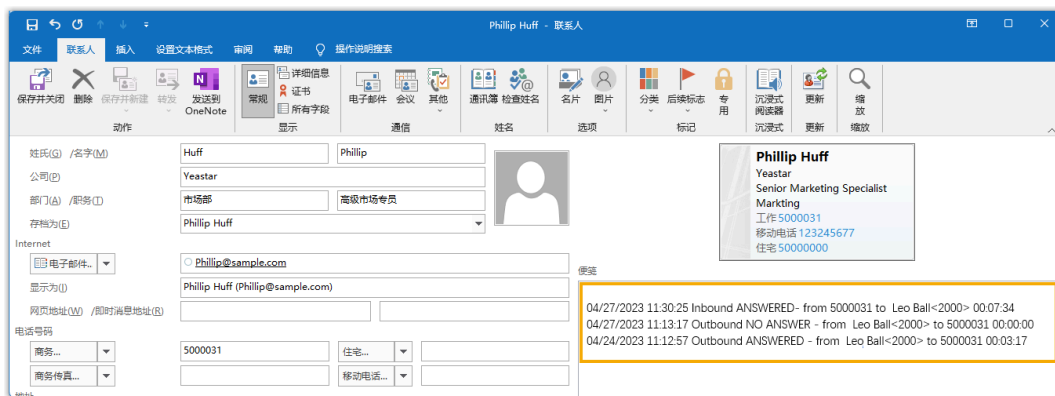 Phillip Huff - 联系人
文件 联系人 插入 设置文本格式 审阅 帮助 操作说明搜索
保存并关闭 删除 保存并新建 转发 发送到 OneNote
动作
常规 详细信息 证书 所有字段
显示
电子邮件 会议 其他
通信
通讯簿 检查姓名
姓名
名片 图片
选项
分类 后续标志 专用
标记
沉浸式阅读器
沉浸式
更新
更新
缩放
缩放
姓氏(G) /名字(M) Huff Phillip
公司(P) Yeastar
部门(A) /职务(T) 市场部 高级市场专员
存档为(E) Phillip Huff
Internet
电子邮件.. Phillip@sample.com
显示为(I) Phillip Huff (Phillip@sample.com)
网页地址(W) /即时消息地址(R)
电话号码
商务... 5000031 住宅...
商务传真... 移动电话...
地址
Phillip Huff
Yeastar
Senior Marketing Specialist
Markting
工作 5000031
移动电话 123245677
住宅 50000000
便笺
04/27/2023 11:30:25 Inbound ANSWERED- from 5000031 to Leo Ball<2000> 00:07:34
04/27/2023 11:13:17 Outbound NO ANSWER - from Leo Ball<2000> to 5000031 00:00:00
04/24/2023 11:12:57 Outbound ANSWERED - from Leo Ball<2000> to 5000031 00:03:17